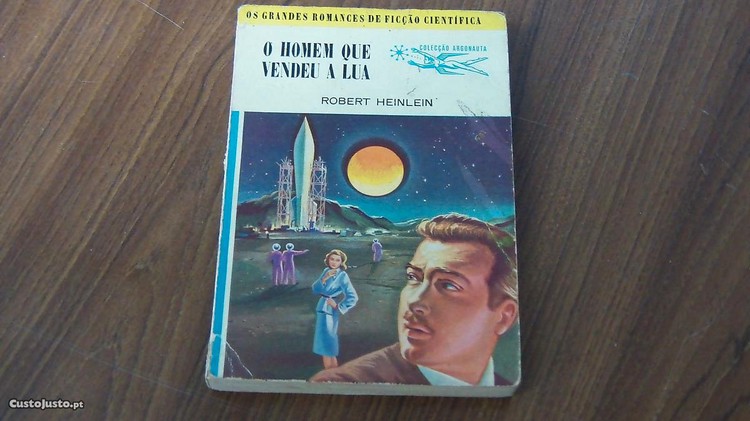 OS GRANDES ROMANCES DE FICÇÃO CIENTÍFICA
O HOMEM QUE
VENDEU A LUA
COLECÇÃO ARGONAUTA
ROBERT HEINLEIN
CustoJusto.pt